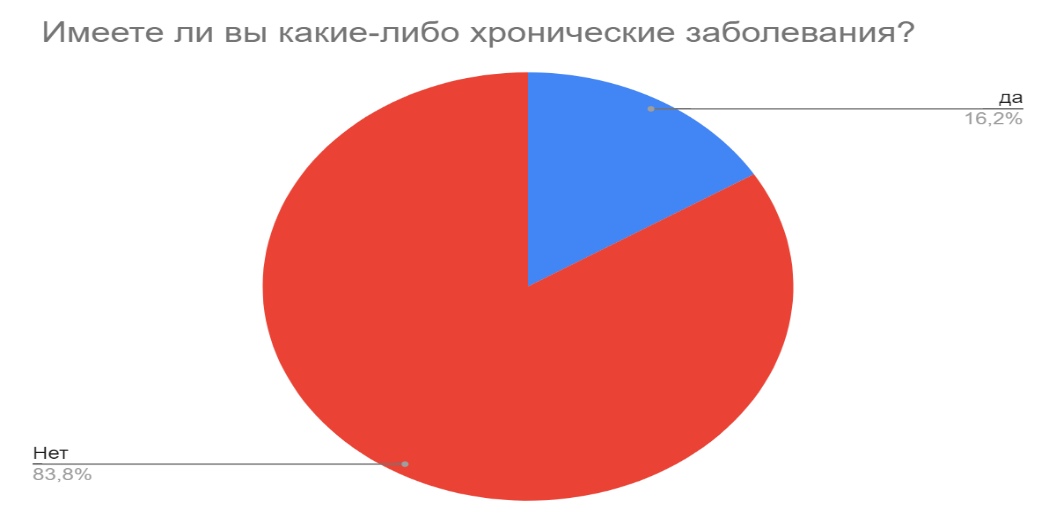 Имеете ли вы какие-либо хронические заболевания?
да
16,2%
Нет
83,8%